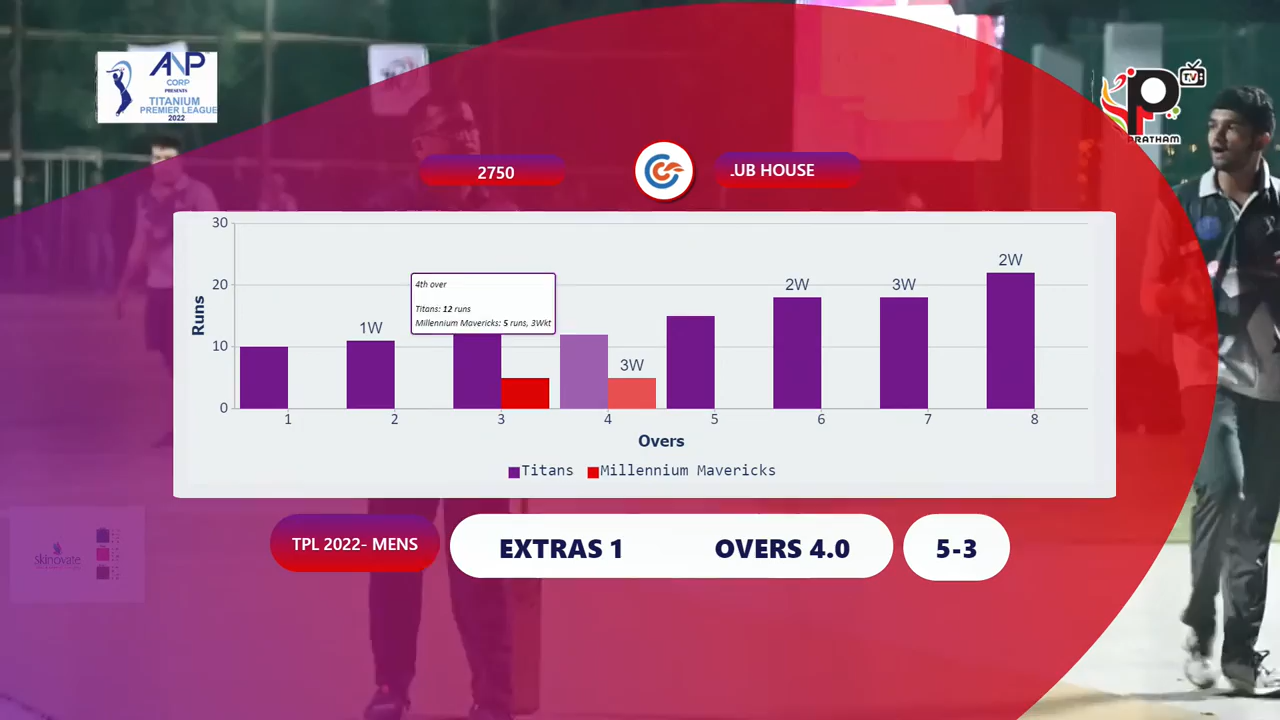 ANP
CORP
PRESENTS
TITANIUM
PREMIER LEAGUE
2022
TV
PRATHAM
2750
UB HOUSE
30
20
10
0
Runs
1W
3W
2W
3W
2W
4th over
Titans: 12 runs
Millennium Mavericks: 5 runs, 3Wkt
1 2 3 4 5 6 7 8
Overs
Titans Millennium Mavericks
skinovate
TPL 2022- MENS
EXTRAS 1 OVERS 4.0
5-3